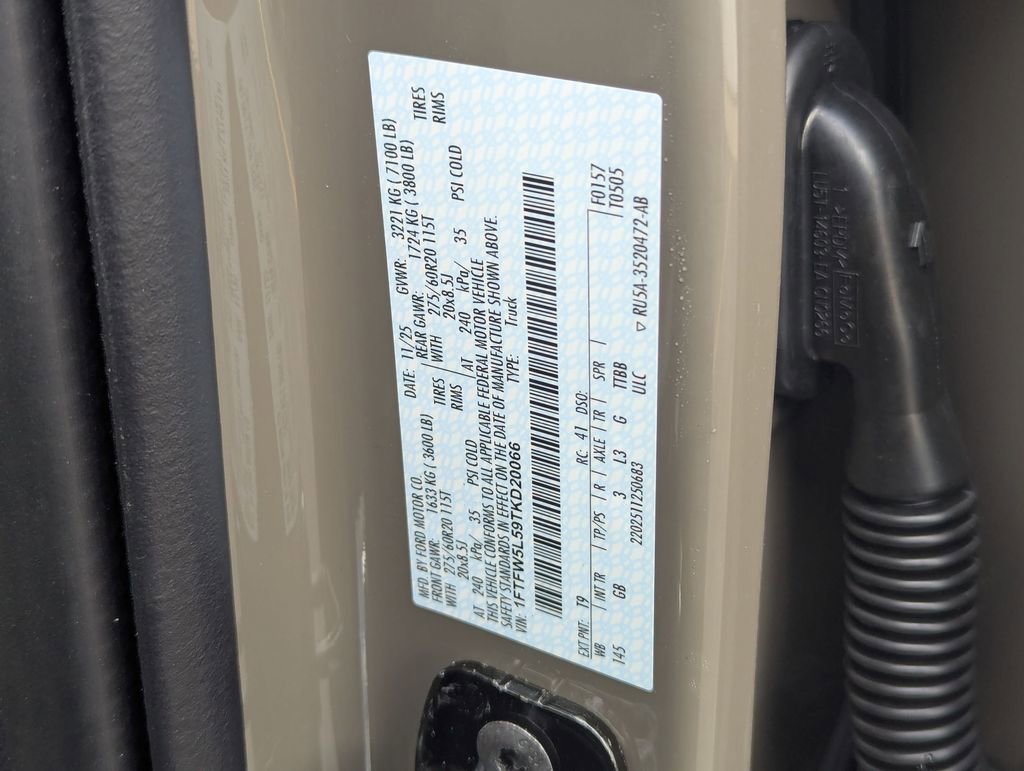 MFD. BY FORD MOTOR CO.
DATE: 11/25 GVWR: 3221 KG ( 7100 LB)
FRONT GAWR: 1633 KG ( 3600 LB) REAR GAWR: 1724 KG ( 3800 LB)
WITH 275/60R20 115T TIRES WITH 275/60R20 115T TIRES
20x8.5J RIMS 20x8.5J RIMS
AT 240 kPa/ 35 PSI COLD AT 240 kPa/ 35 PSI COLD
THIS VEHICLE CONFORMS TO ALL APPLICABLE FEDERAL MOTOR VEHICLE
SAFETY STANDARDS IN EFFECT ON THE DATE OF MANUFACTURE SHOWN ABOVE.
VIN: 1FTFW5L59TKD20066 TYPE: Truck
EXT PNT: T9 RC: 41 DSO: F0157
WB / INTR / TP/PS / R / AXLE / TR / SPR / T0505
145 GB 3 L3 G TTBB
2202511250683 ULC ▽ RU5A-3520472-AB